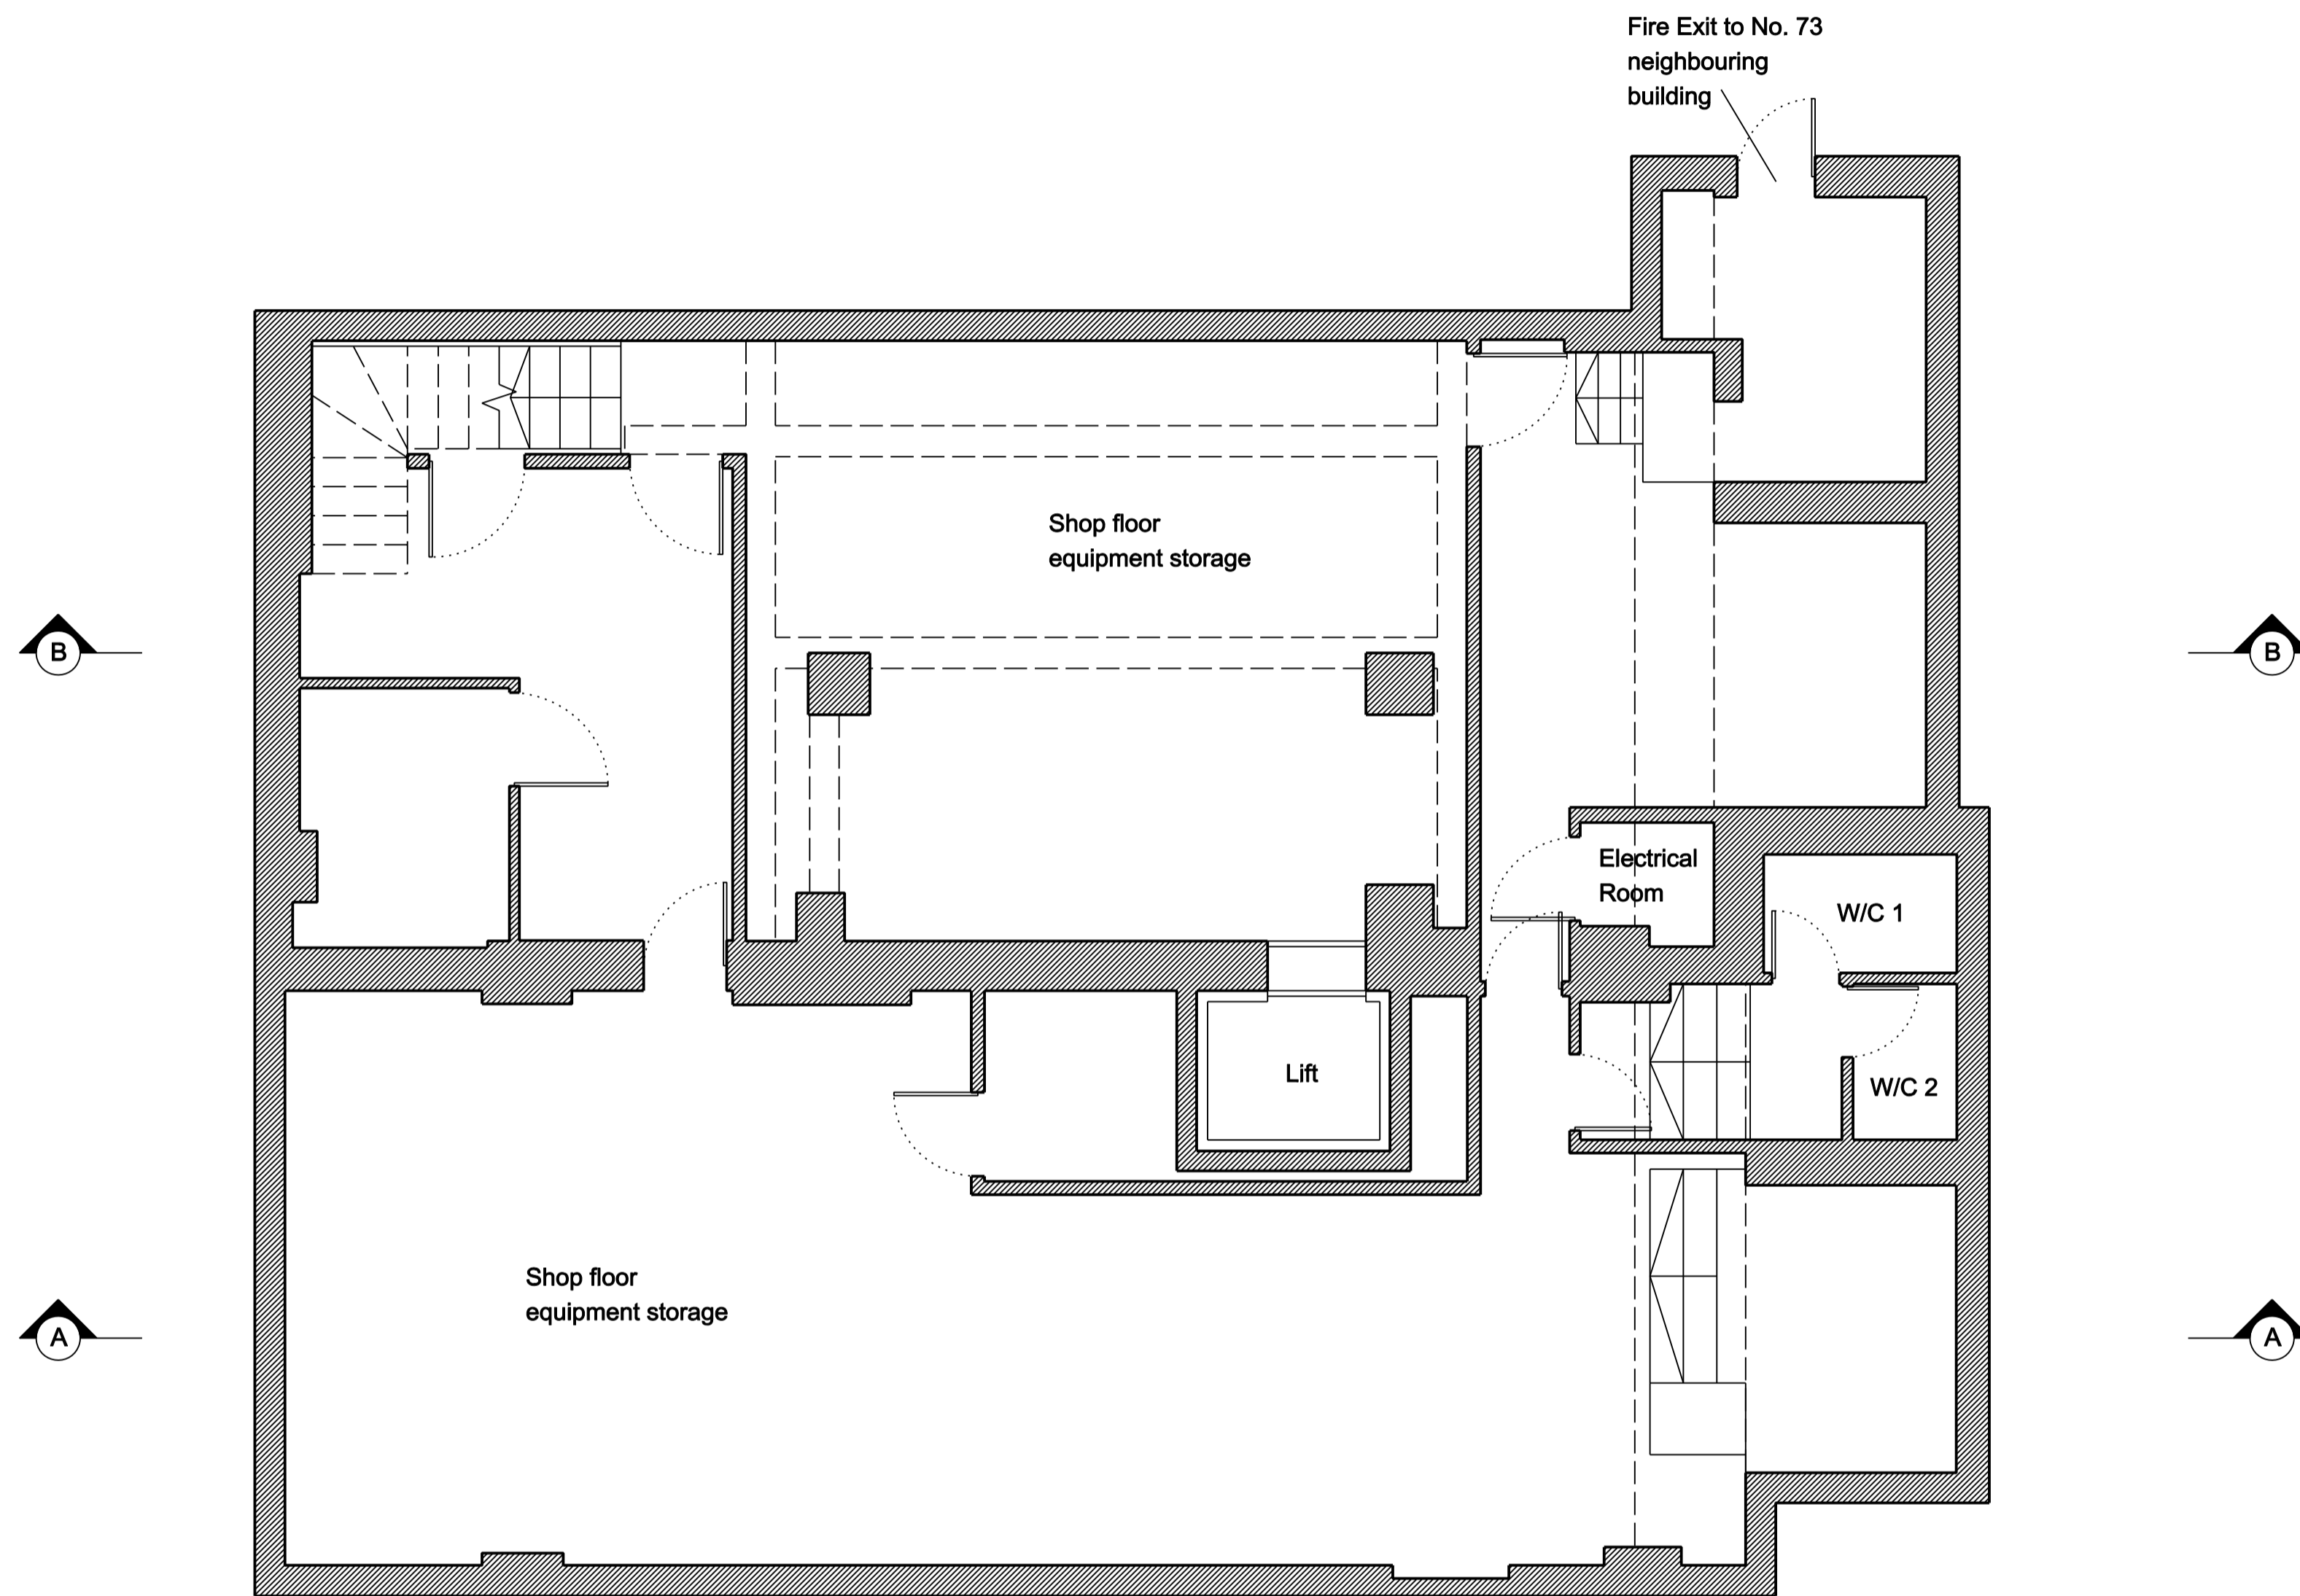 Fire Exit to No. 73
neighbouring
building
Shop floor
equipment storage
B
B
Electrical
Room
W/C 1
Lift
W/C 2
Shop floor
equipment storage
A
A